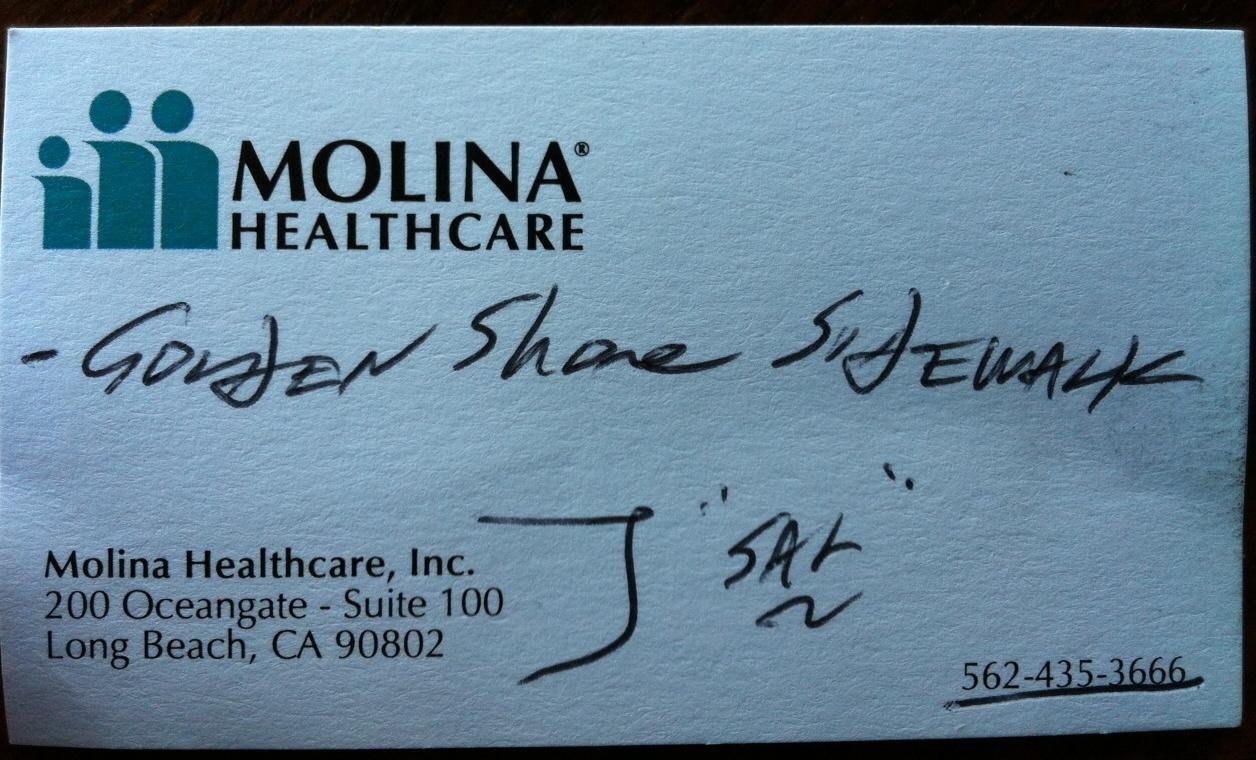 MOLINA®
HEALTHCARE
- GOLDEN Shore SIDEWALK
"SAL"
Molina Healthcare, Inc.
200 Oceangate - Suite 100
Long Beach, CA 90802
562-435-3666